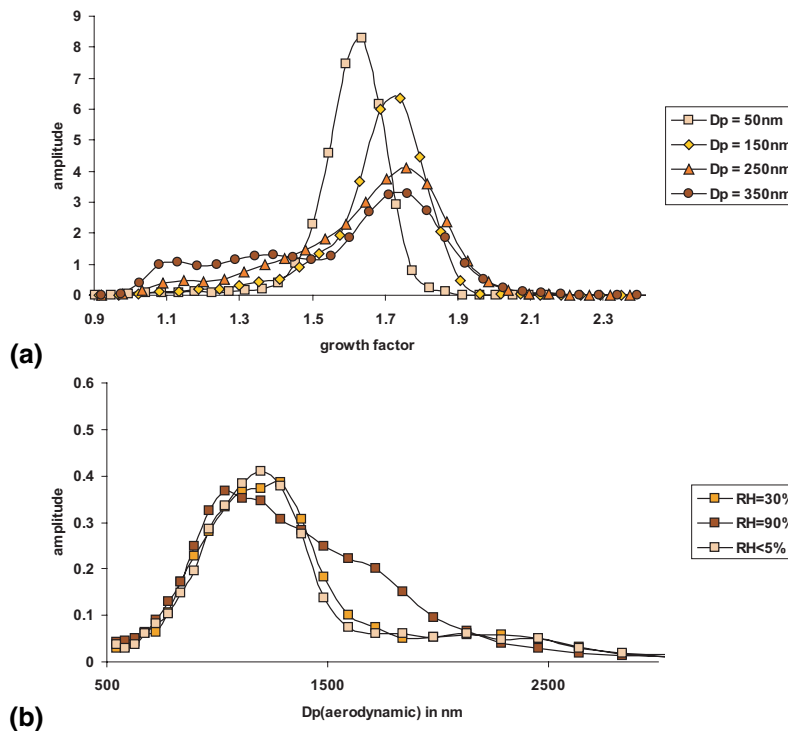 9
8
7
6
5
4
3
2
1
0
amplitude
0.9 1.1 1.3 1.5 1.7 1.9 2.1 2.3
growth factor
Dp = 50nm
Dp = 150nm
Dp = 250nm
Dp = 350nm
(a)
0.6
0.5
0.4
0.3
0.2
0.1
0
amplitude
500 1500 2500
Dp(aerodynamic) in nm
RH=30%
RH=90%
RH<5%
(b)